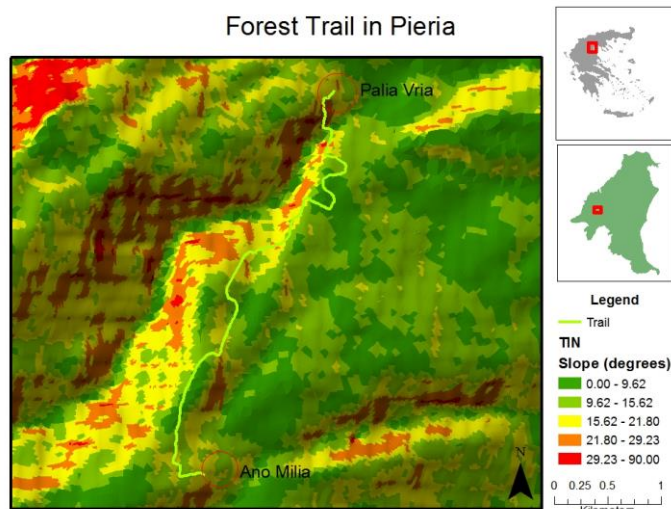 Forest Trail in Pieria
Palia Vria
Ano Milia
Legend
Trail
TIN
Slope (degrees)
0.00 - 9.62
9.62 - 15.62
15.62 - 21.80
21.80 - 29.23
29.23 - 90.00
N
0 0.25 0.5 1
Kilometers